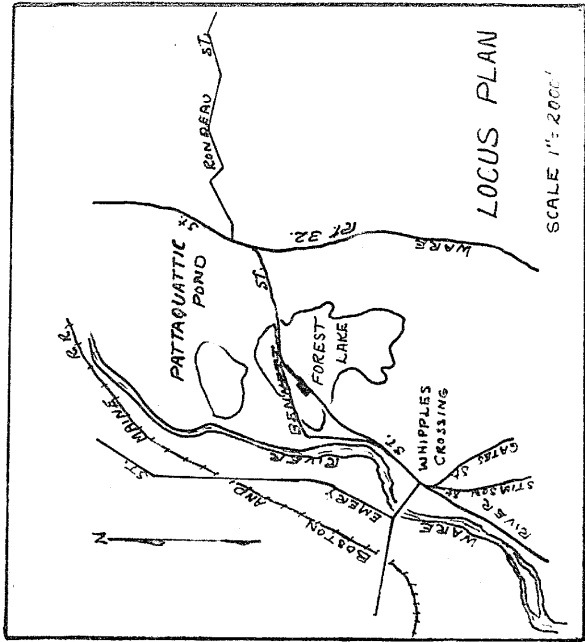 RONDEAU ST.
PATTAQUATTIC
POND
R.R.
MAINE
AND
BOSTON
ST.
EMERY
RIVER
WARE
N
BENNETT
ST.
FOREST
LAKE
St.
Rt. 32.
WARE
WHIPPLES
CROSSING
ST.
RIVER
STIMSON St.
GATES St.
LOCUS PLAN
SCALE 1"= 2000'